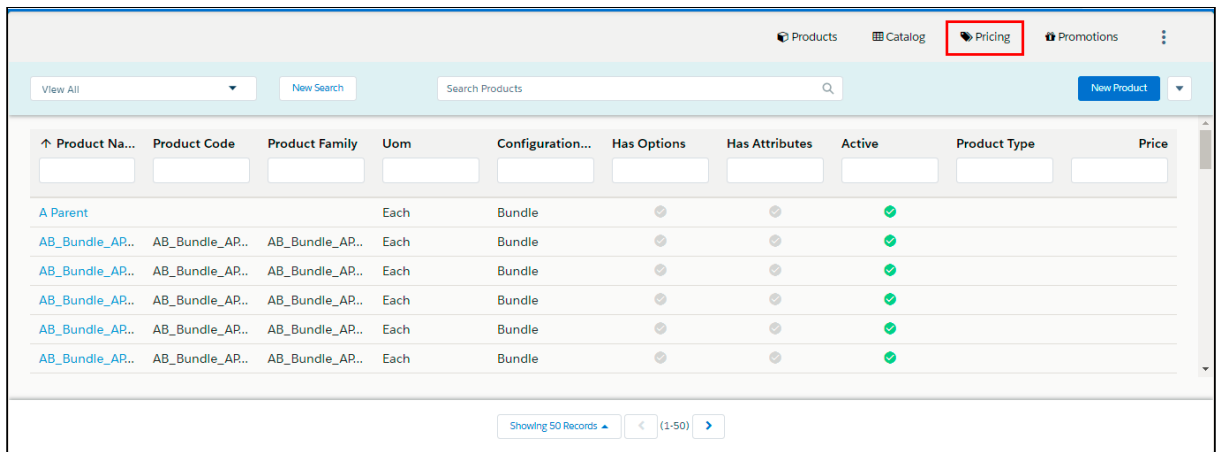 Products Catalog Pricing Promotions
View All New Search Search Products New Product
Product Na... Product Code Product Family Uom Configuration... Has Options Has Attributes Active Product Type Price
A Parent Each Bundle
AB_Bundle_AP... AB_Bundle_AP... AB_Bundle_AP... Each Bundle
AB_Bundle_AP... AB_Bundle_AP... AB_Bundle_AP... Each Bundle
AB_Bundle_AP... AB_Bundle_AP... AB_Bundle_AP... Each Bundle
AB_Bundle_AP... AB_Bundle_AP... AB_Bundle_AP... Each Bundle
AB_Bundle_AP... AB_Bundle_AP... AB_Bundle_AP... Each Bundle
Showing 50 Records (1-50)